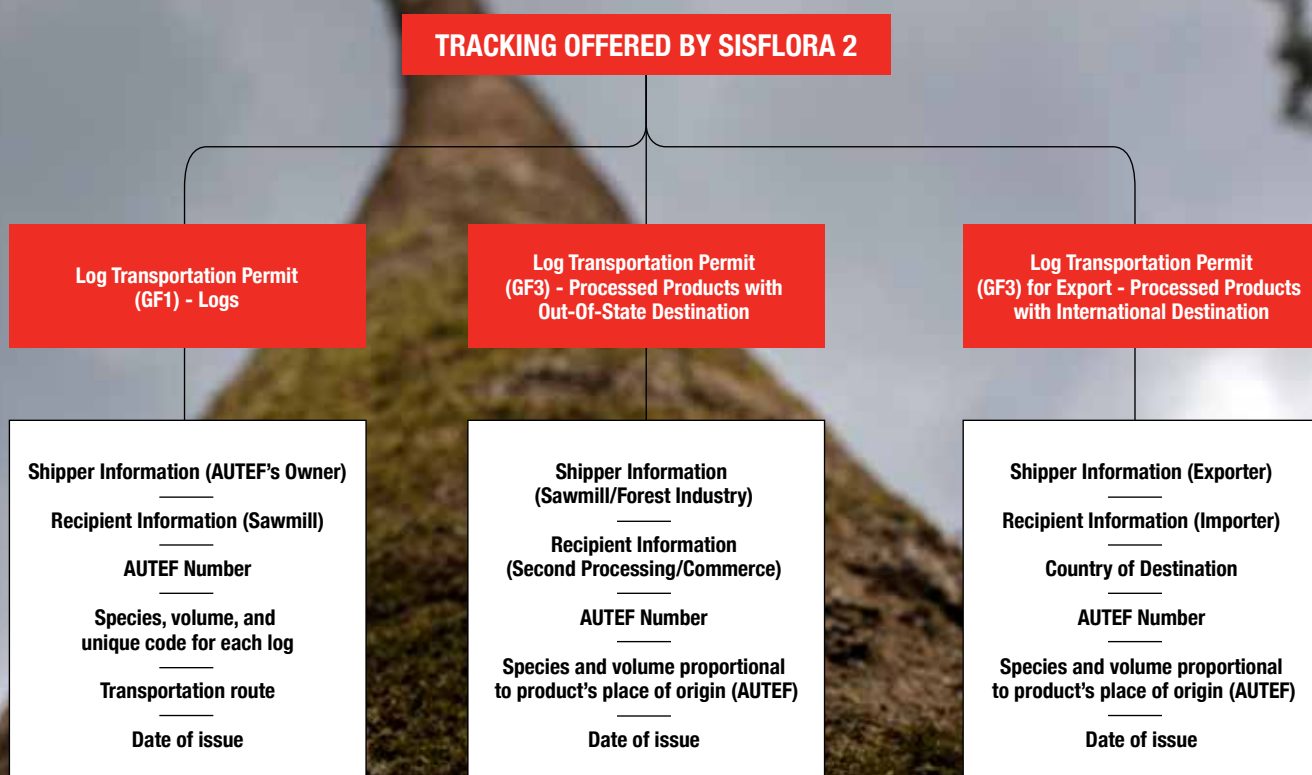 TRACKING OFFERED BY SISFLORA 2
Log Transportation Permit
(GF1) - Logs
Shipper Information (AUTEF's Owner)
Recipient Information (Sawmill)
AUTEF Number
Species, volume, and
unique code for each log
Transportation route
Date of issue
Log Transportation Permit
(GF3) - Processed Products with
Out-Of-State Destination
Shipper Information
(Sawmill/Forest Industry)
Recipient Information
(Second Processing/Commerce)
AUTEF Number
Species and volume proportional
to product's place of origin (AUTEF)
Date of issue
Log Transportation Permit
(GF3) for Export - Processed Products
with International Destination
Shipper Information (Exporter)
Recipient Information (Importer)
Country of Destination
AUTEF Number
Species and volume proportional
to product's place of origin (AUTEF)
Date of issue